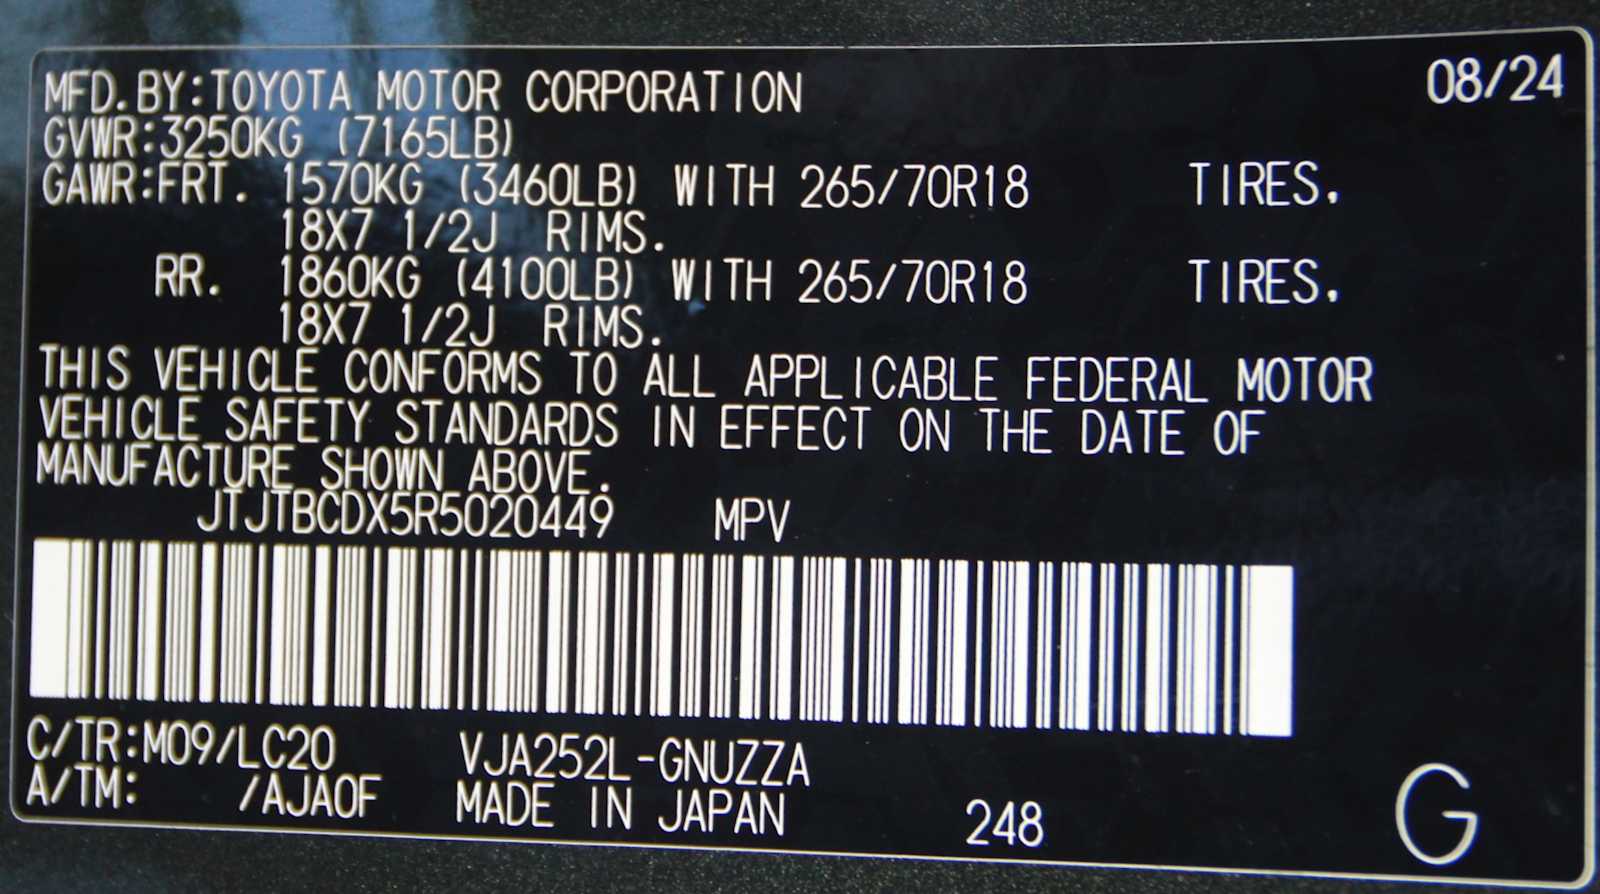 MFD.BY:TOYOTA MOTOR CORPORATION 08/24
GVWR:3250KG (7165LB)
GAWR:FRT. 1570KG (3460LB) WITH 265/70R18 TIRES.
18X7 1/2J RIMS.
RR. 1860KG (4100LB) WITH 265/70R18 TIRES.
18X7 1/2J RIMS.
THIS VEHICLE CONFORMS TO ALL APPLICABLE FEDERAL MOTOR
VEHICLE SAFETY STANDARDS IN EFFECT ON THE DATE OF
MANUFACTURE SHOWN ABOVE.
JTJTBCDX5R5020449 MPV
C/TR:M09/LC20 VJA252L-GNUZZA
A/TM: /AJA0F MADE IN JAPAN 248 G